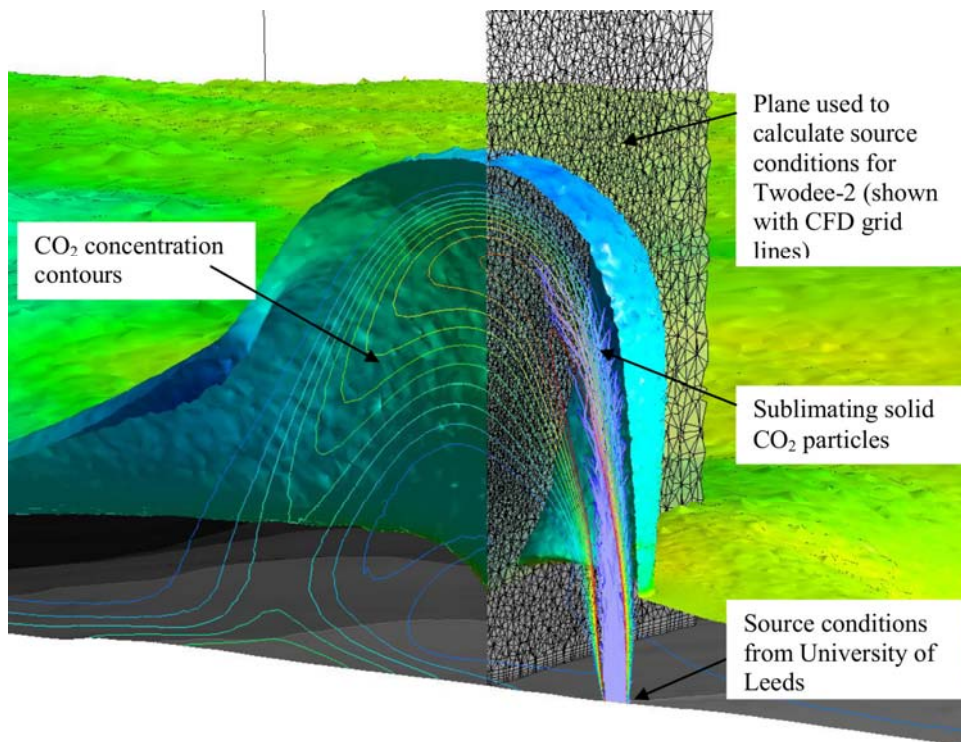 Plane used to
calculate source
conditions for
Twodee-2 (shown
with CFD grid
lines)
CO₂ concentration
contours
Sublimating solid
CO₂ particles
Source conditions
from University of
Leeds